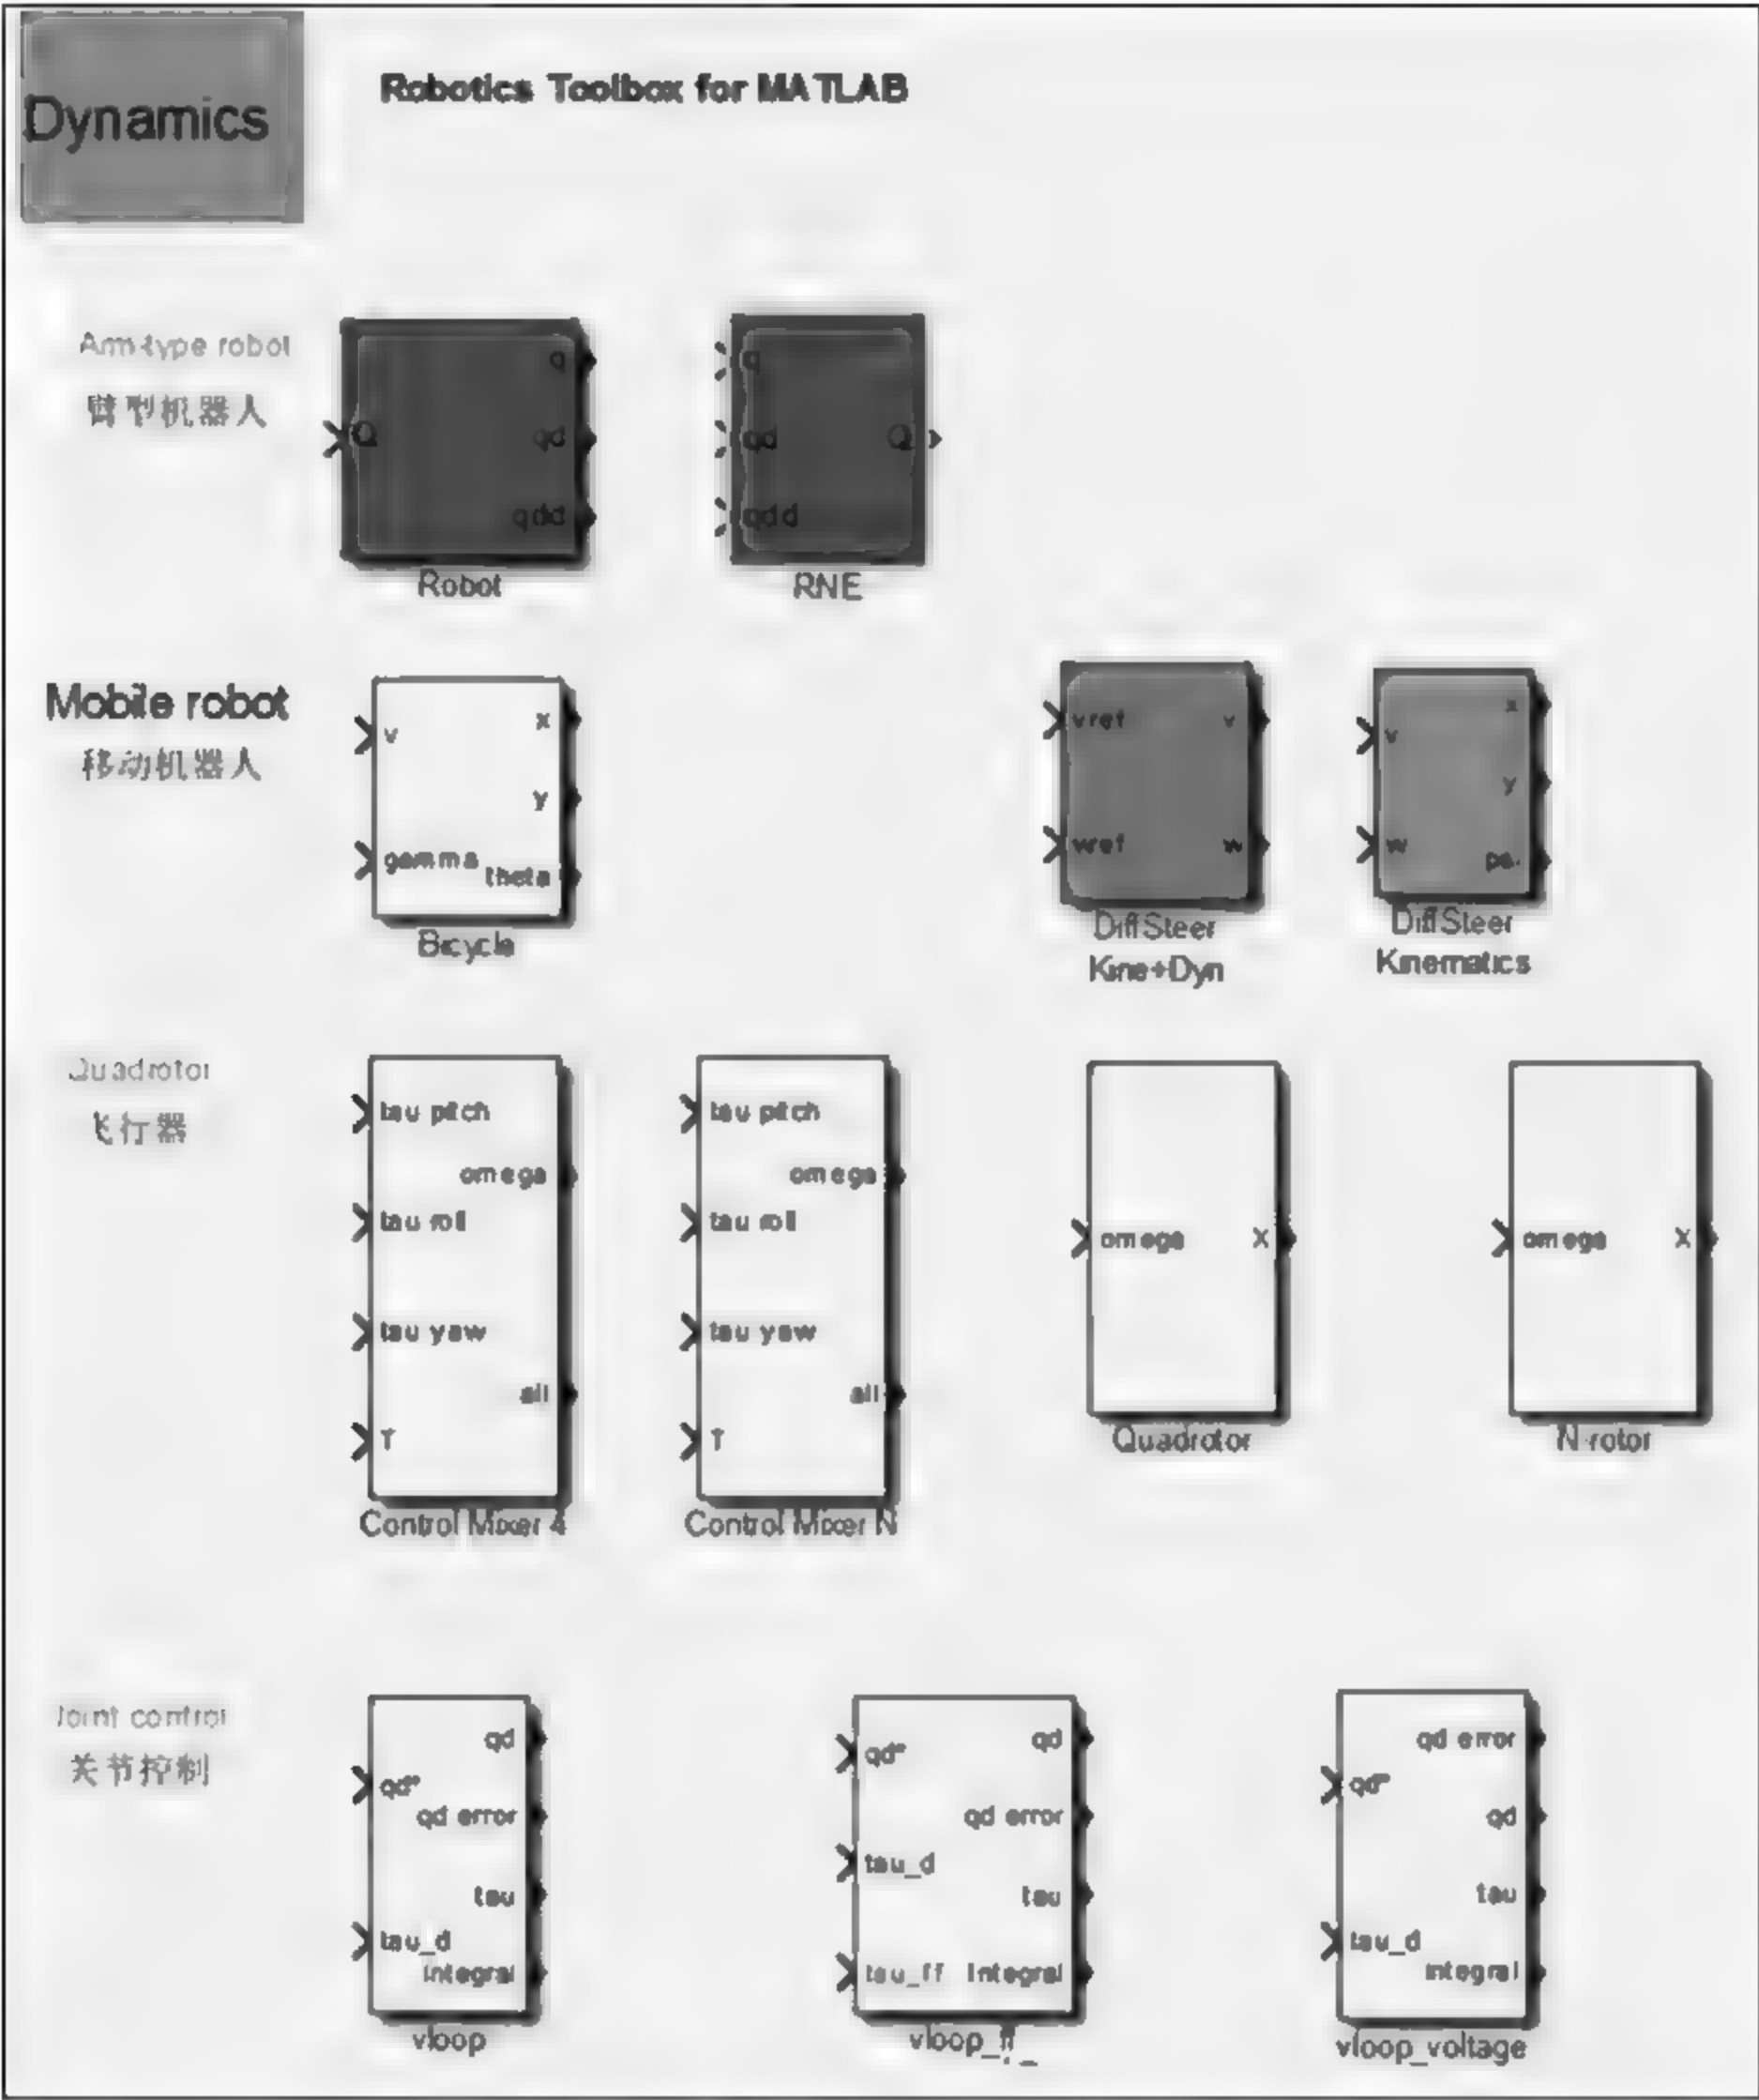 Dynamics
Robotics Toolbox for MATLAB
Arm-type robot
臂型机器人
Q
q
qd
qdd
Robot
q
qd
qdd
Q
RNE
Mobile robot
移动机器人
v
gamma
x
y
theta
Bicycle
vref
wref
v
w
DiffSteer
Kine+Dyn
v
w
x
y
DiffSteer
Kinematics
Quadrotor
飞行器
tau pitch
omega
tau roll
tau yaw
all
T
Control Mixer 4
tau pitch
omega
tau roll
tau yaw
all
T
Control Mixer N
omega
X
Quadrotor
omega
X
N-rotor
Joint control
关节控制
qd*
tau_d
qd
qd error
tau
integral
vloop
qd*
tau_d
tau_ff
qd
qd error
tau
Integral
qd*
tau_d
qd error
qd
tau
integral
vloop_voltage